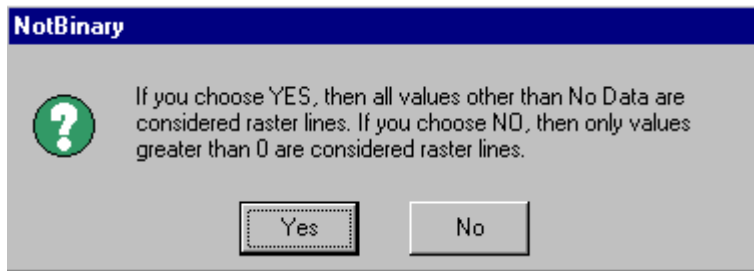 NotBinary
If you choose YES, then all values other than No Data are
considered raster lines. If you choose NO, then only values
greater than 0 are considered raster lines.
Yes
No